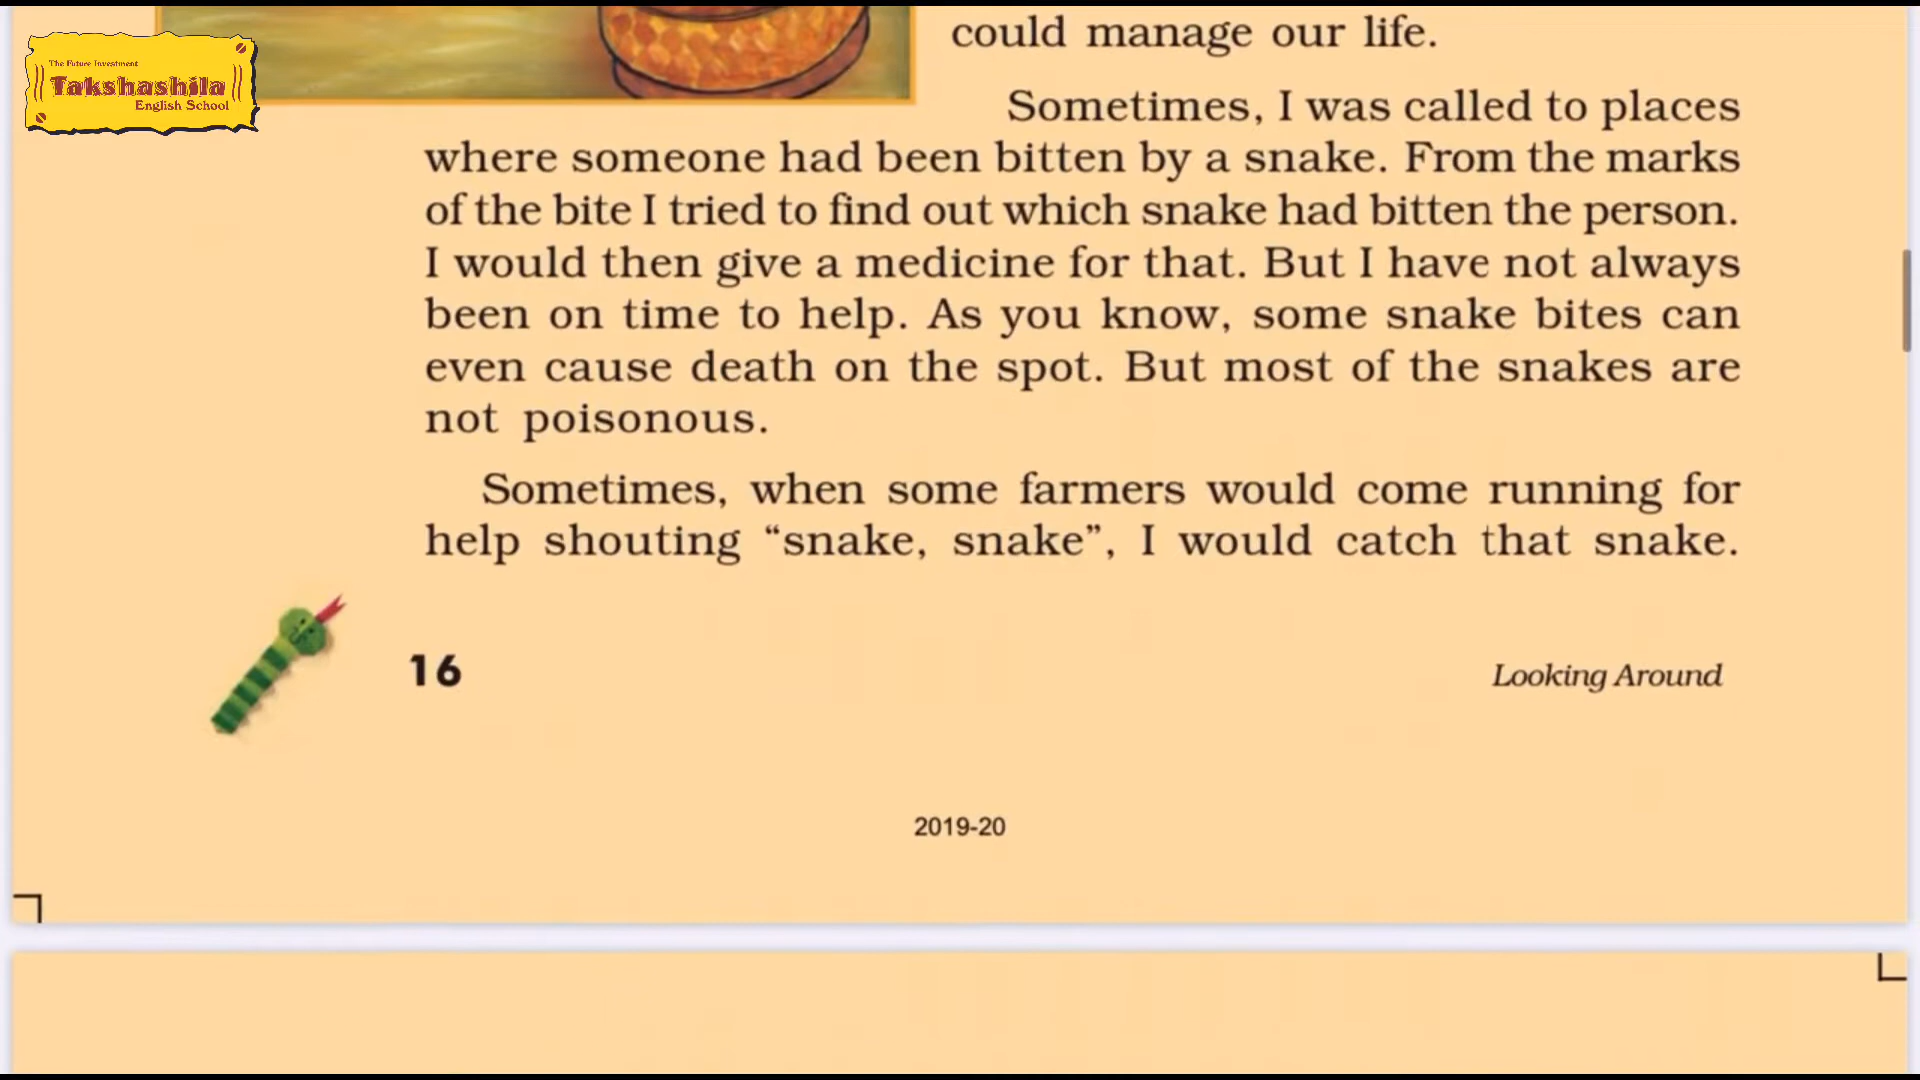 The Future Investment
Takshashila
English School
could manage our life.
Sometimes, I was called to places
where someone had been bitten by a snake. From the marks
of the bite I tried to find out which snake had bitten the person.
I would then give a medicine for that. But I have not always
been on time to help. As you know, some snake bites can
even cause death on the spot. But most of the snakes are
not poisonous.
Sometimes, when some farmers would come running for
help shouting “snake, snake”, I would catch that snake.
16
Looking Around
2019-20